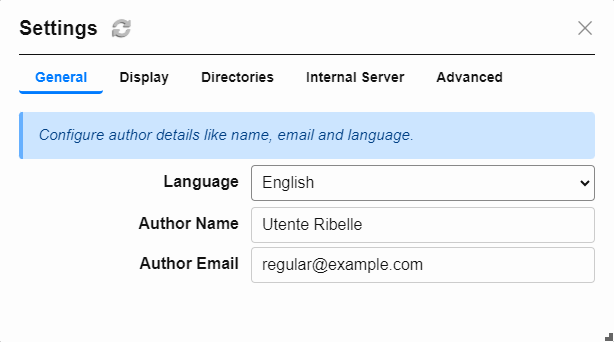 Settings
General Display Directories Internal Server Advanced
Configure author details like name, email and language.
Language English
Author Name Utente Ribelle
Author Email regular@example.com